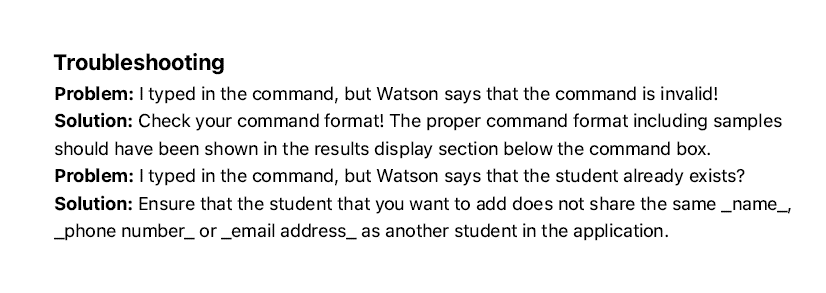 Troubleshooting
Problem: I typed in the command, but Watson says that the command is invalid!
Solution: Check your command format! The proper command format including samples
should have been shown in the results display section below the command box.
Problem: I typed in the command, but Watson says that the student already exists?
Solution: Ensure that the student that you want to add does not share the same _name_,
_phone number_ or _email address_ as another student in the application.